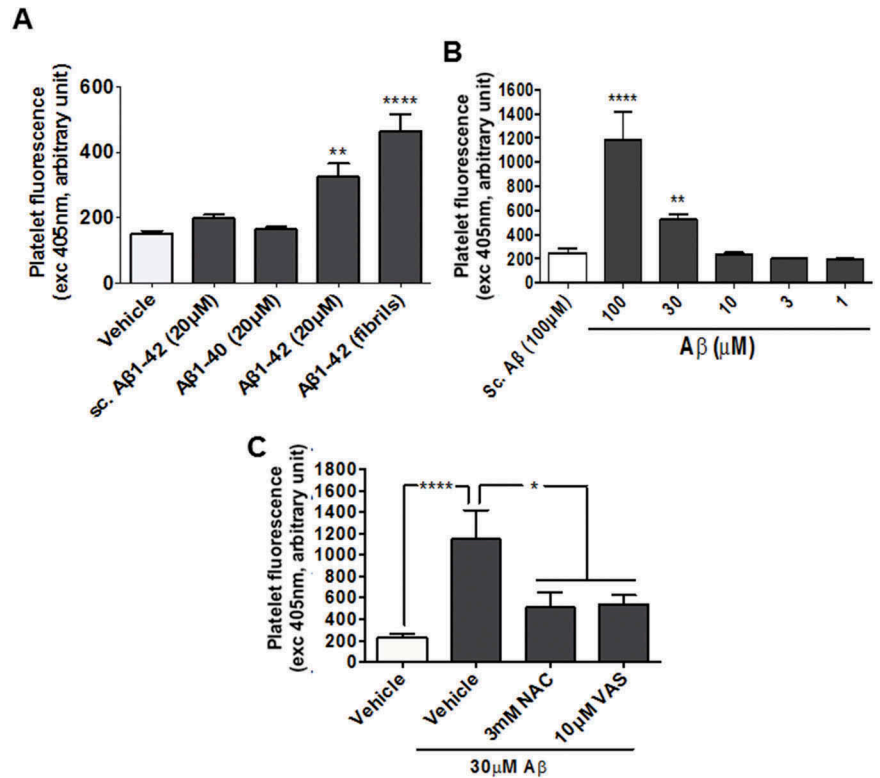 A
Platelet fluorescence
(exc 405nm, arbitrary unit)
600
400
200
0
**
****
Vehicle
sc. Aβ1-42 (20µM)
Aβ1-40 (20µM)
Aβ1-42 (20µM)
Aβ1-42 (fibrils)
B
Platelet fluorescence
(exc 405nm, arbitrary unit)
1600
1400
1200
1000
800
600
400
200
0
****
**
Sc. Aβ (100µM)
100
30
10
3
1
Aβ (µM)
C
Platelet fluorescence
(exc 405nm, arbitrary unit)
1800
1600
1400
1200
1000
800
600
400
200
0
****
*
Vehicle
Vehicle
3mM NAC
10µM VAS
30µM Aβ